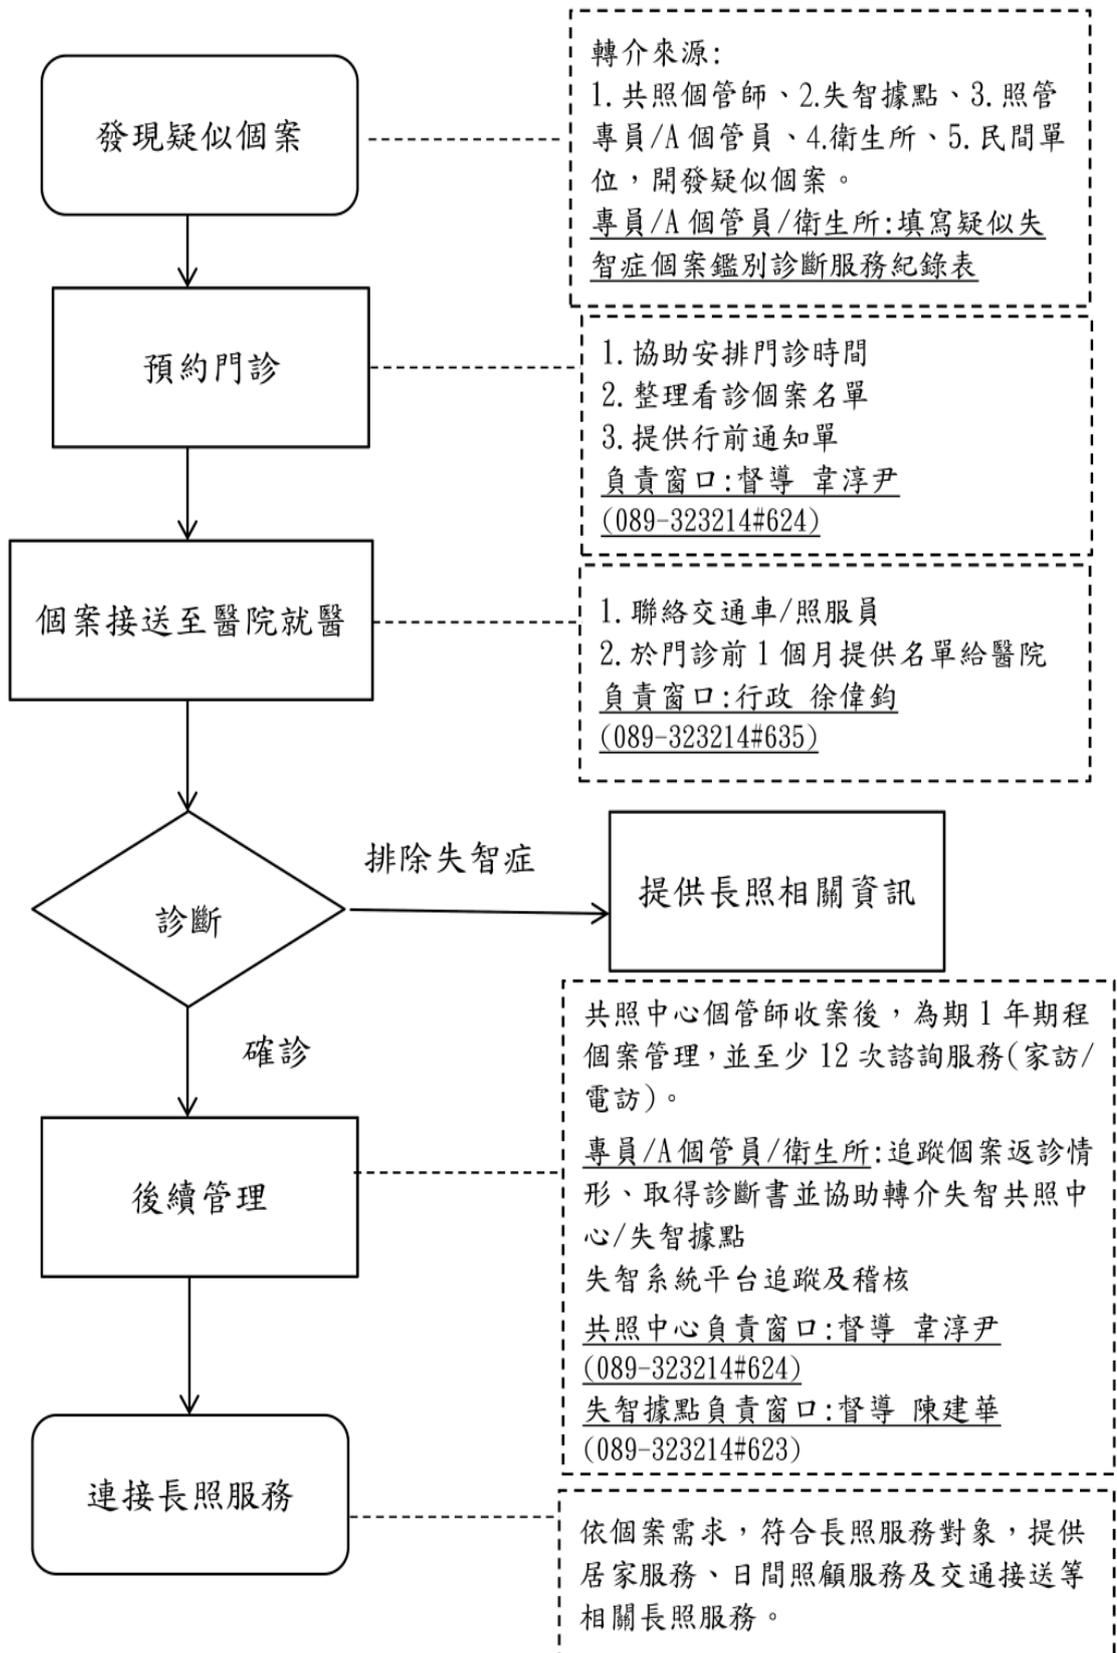 發現疑似個案
轉介來源:
1.共照個管師、2.失智據點、3.照管
專員/A個管員、4.衛生所、5.民間單
位，開發疑似個案。
專員/A個管員/衛生所:填寫疑似失
智症個案鑑別診斷服務紀錄表
預約門診
1.協助安排門診時間
2.整理看診個案名單
3.提供行前通知單
負責窗口:督導 韋淳尹
(089-323214#624)
個案接送至醫院就醫
1.聯絡交通車/照服員
2.於門診前1個月提供名單給醫院
負責窗口:行政 徐偉鈞
(089-323214#635)
診斷
排除失智症
提供長照相關資訊
確診
後續管理
共照中心個管師收案後，為期1年期程
個案管理，並至少12次諮詢服務(家訪/
電訪)。
專員/A個管員/衛生所:追蹤個案返診情
形、取得診斷書並協助轉介失智共照中
心/失智據點
失智系統平台追蹤及稽核
共照中心負責窗口:督導 韋淳尹
(089-323214#624)
失智據點負責窗口:督導 陳建華
(089-323214#623)
連接長照服務
依個案需求，符合長照服務對象，提供
居家服務、日間照顧服務及交通接送等
相關長照服務。